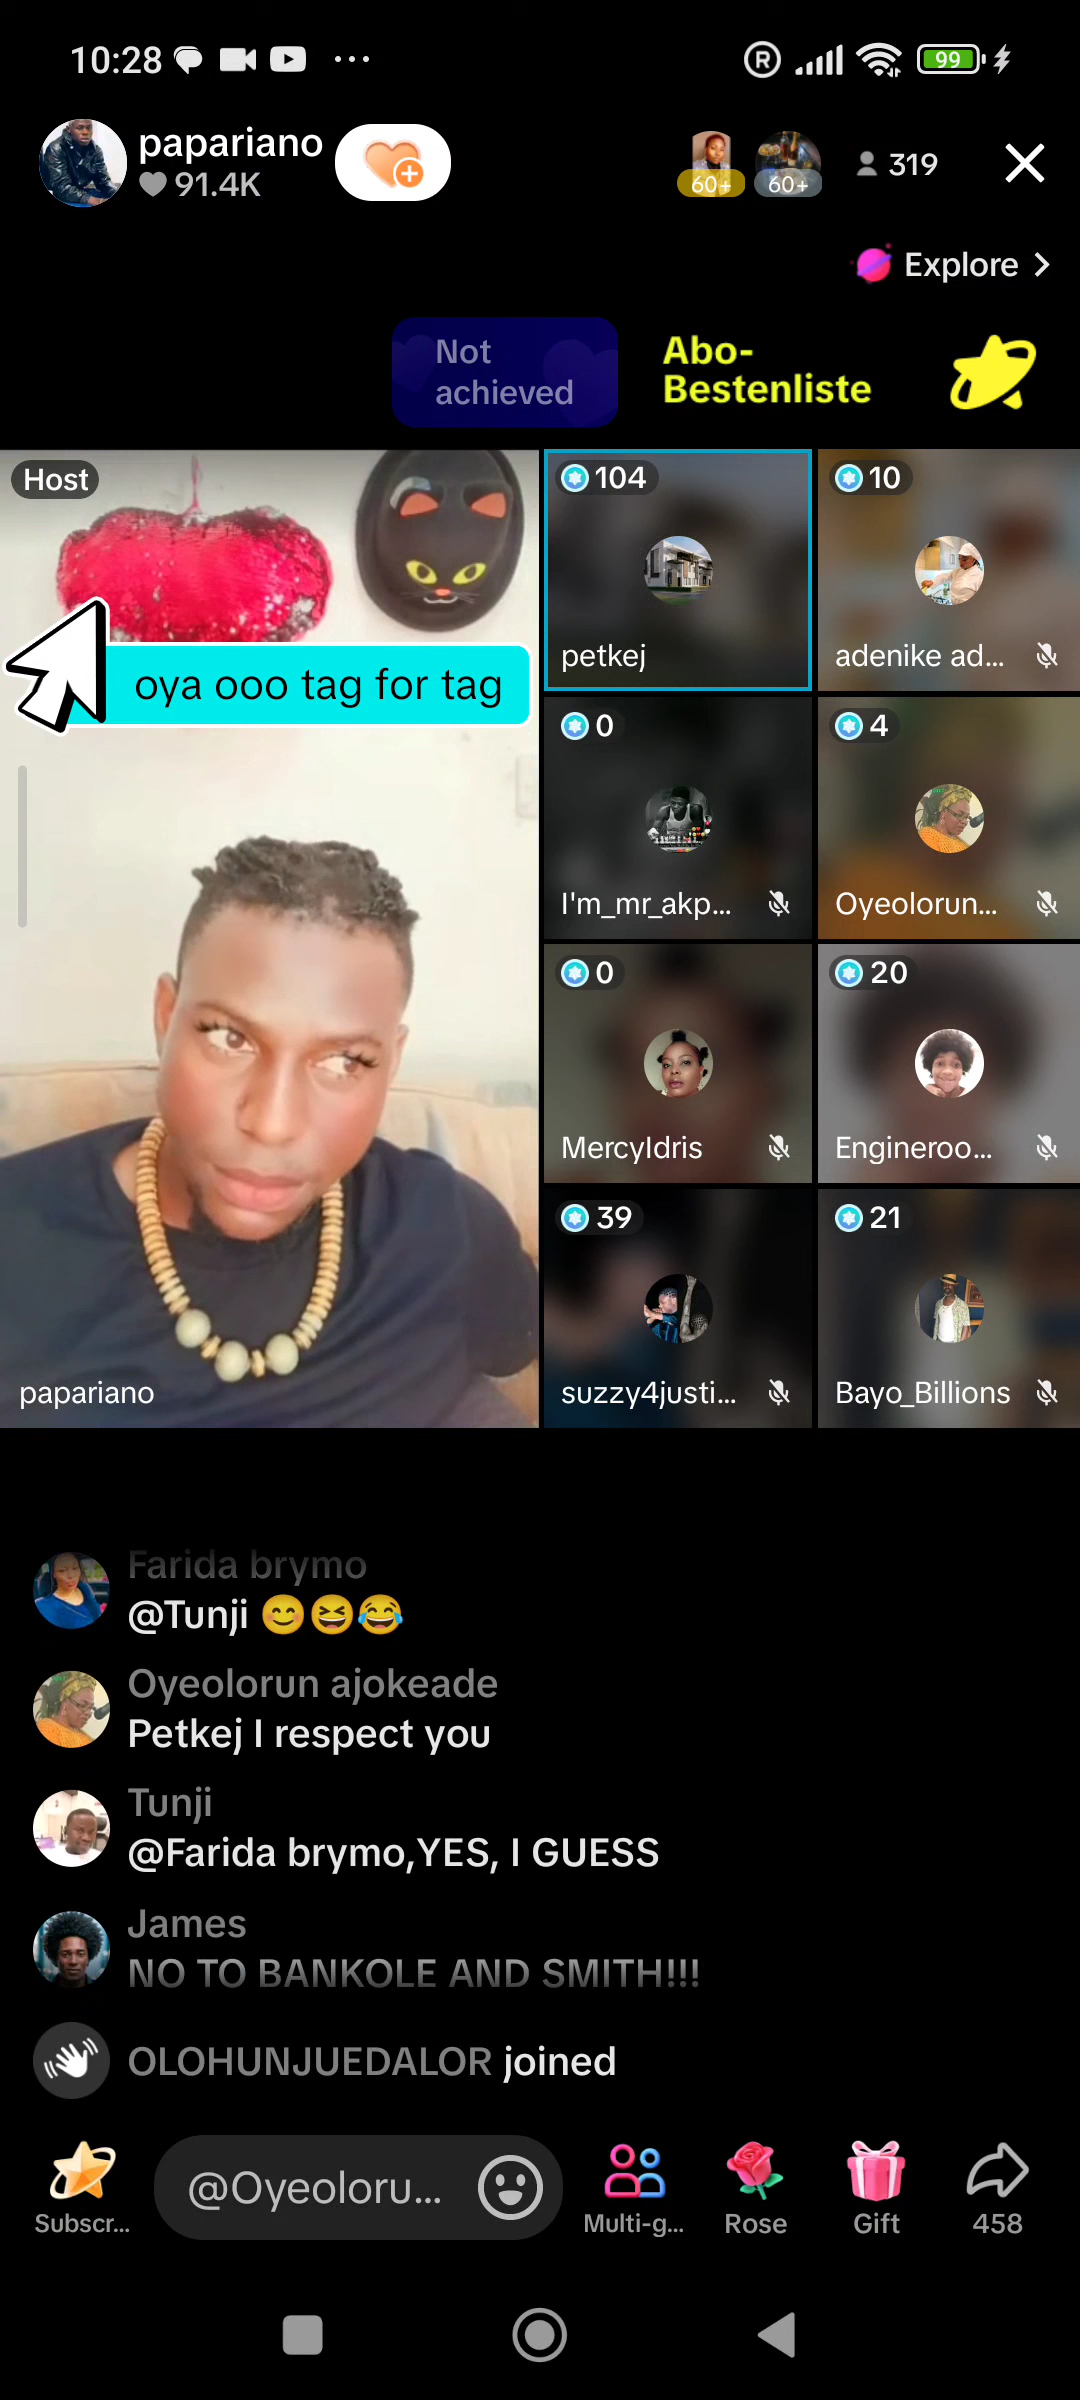 10:28
R
99
papariano
91.4K
60+
60+
319
Explore
Not
achieved
Abo-
Bestenliste
Host
oya ooo tag for tag
papariano
104
petkej
10
adenike ad...
0
I'm_mr_akp...
4
Oyeolorun...
0
MercyIdris
20
Engineroo...
39
suzzy4justi...
21
Bayo_Billions
Farida brymo
@Tunji 😊😆😂
Oyeolorun ajokeade
Petkej I respect you
Tunji
@Farida brymo,YES, I GUESS
James
NO TO BANKOLE AND SMITH!!!
OLOHUNJUEDALOR joined
@Oyeoloru...
Subscr...
Multi-g...
Rose
Gift
458